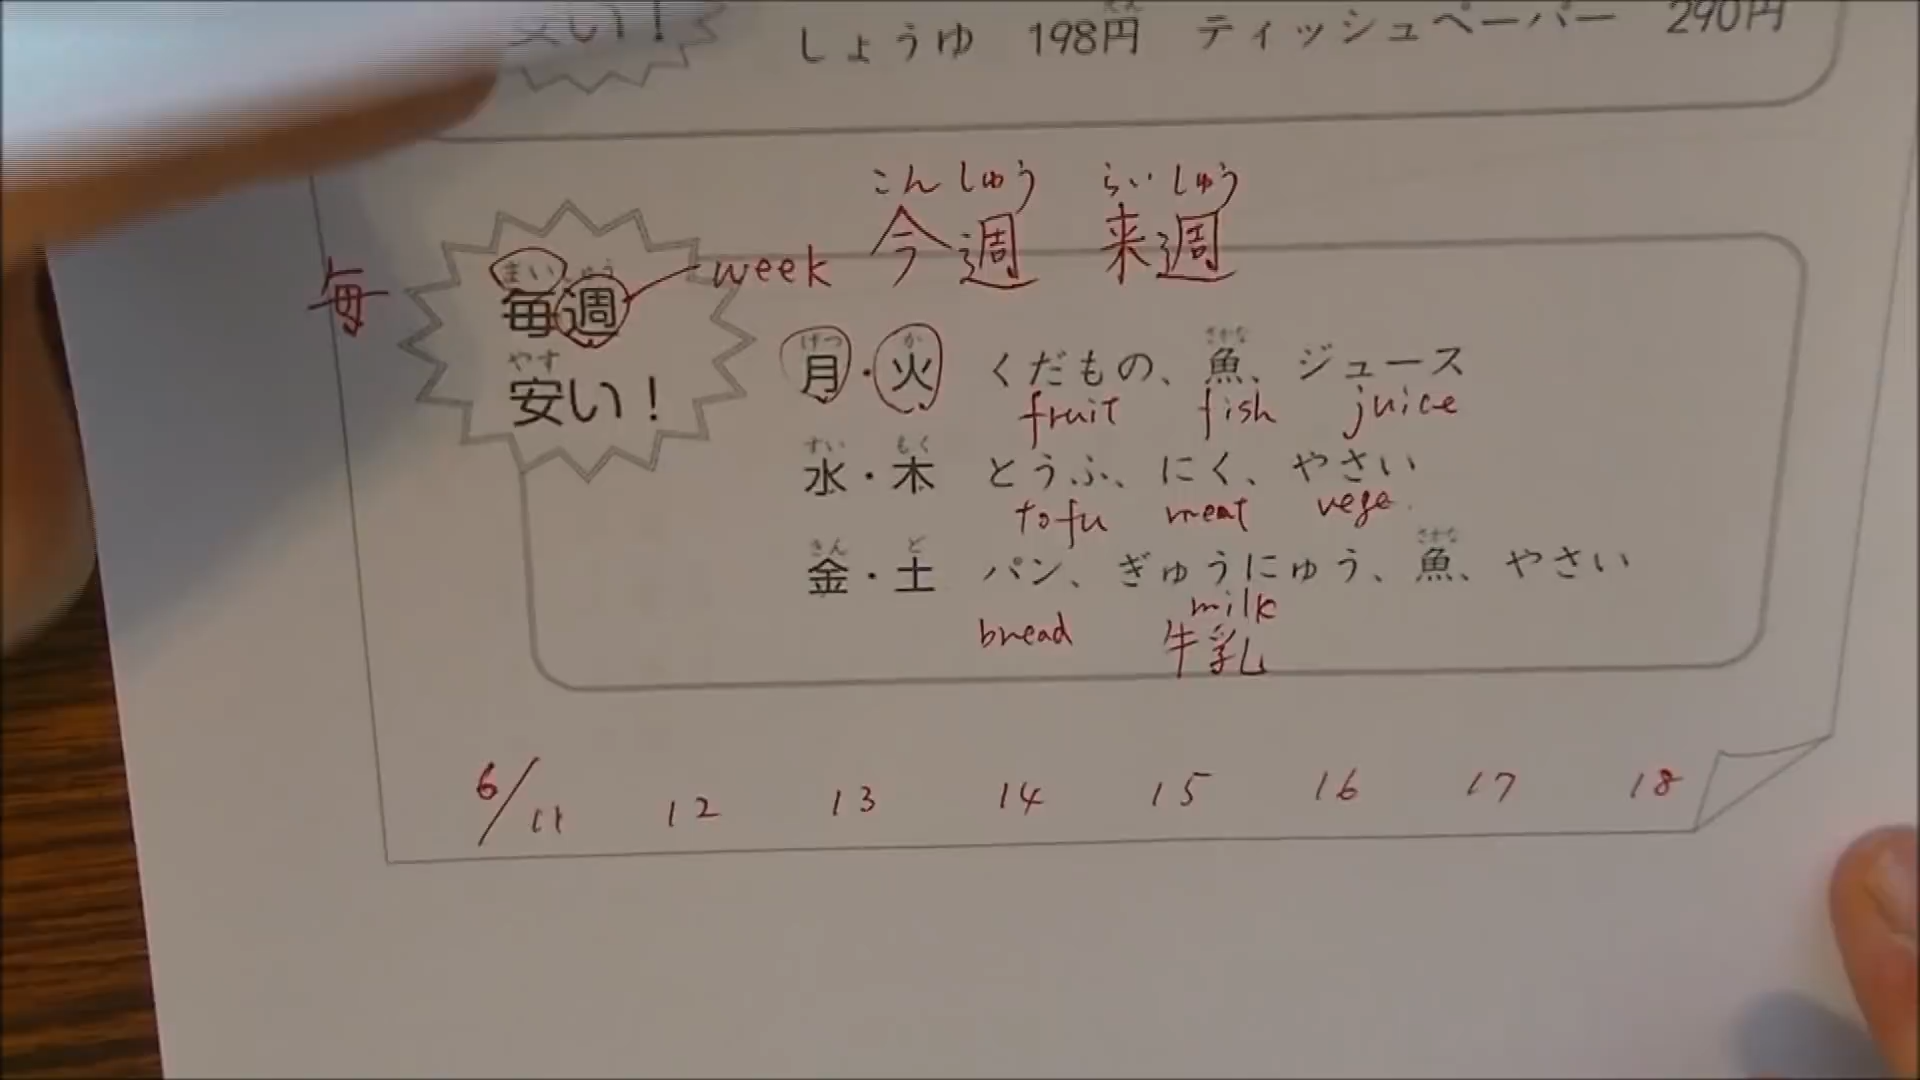 安い！
しょうゆ 198円 ティッシュペーパー 290円
こんしゅう らいしゅう
今週 来週
毎
まいしゅう
毎週
week
やす
安い！
げつ か さかな
月・火 くだもの、魚、ジュース
fruit fish juice
すい もく
水・木 とうふ、にく、やさい
tofu meat vege.
きん ど さかな
金・土 パン、ぎゅうにゅう、魚、やさい
milk
bread 牛乳
6/11 12 13 14 15 16 17 18